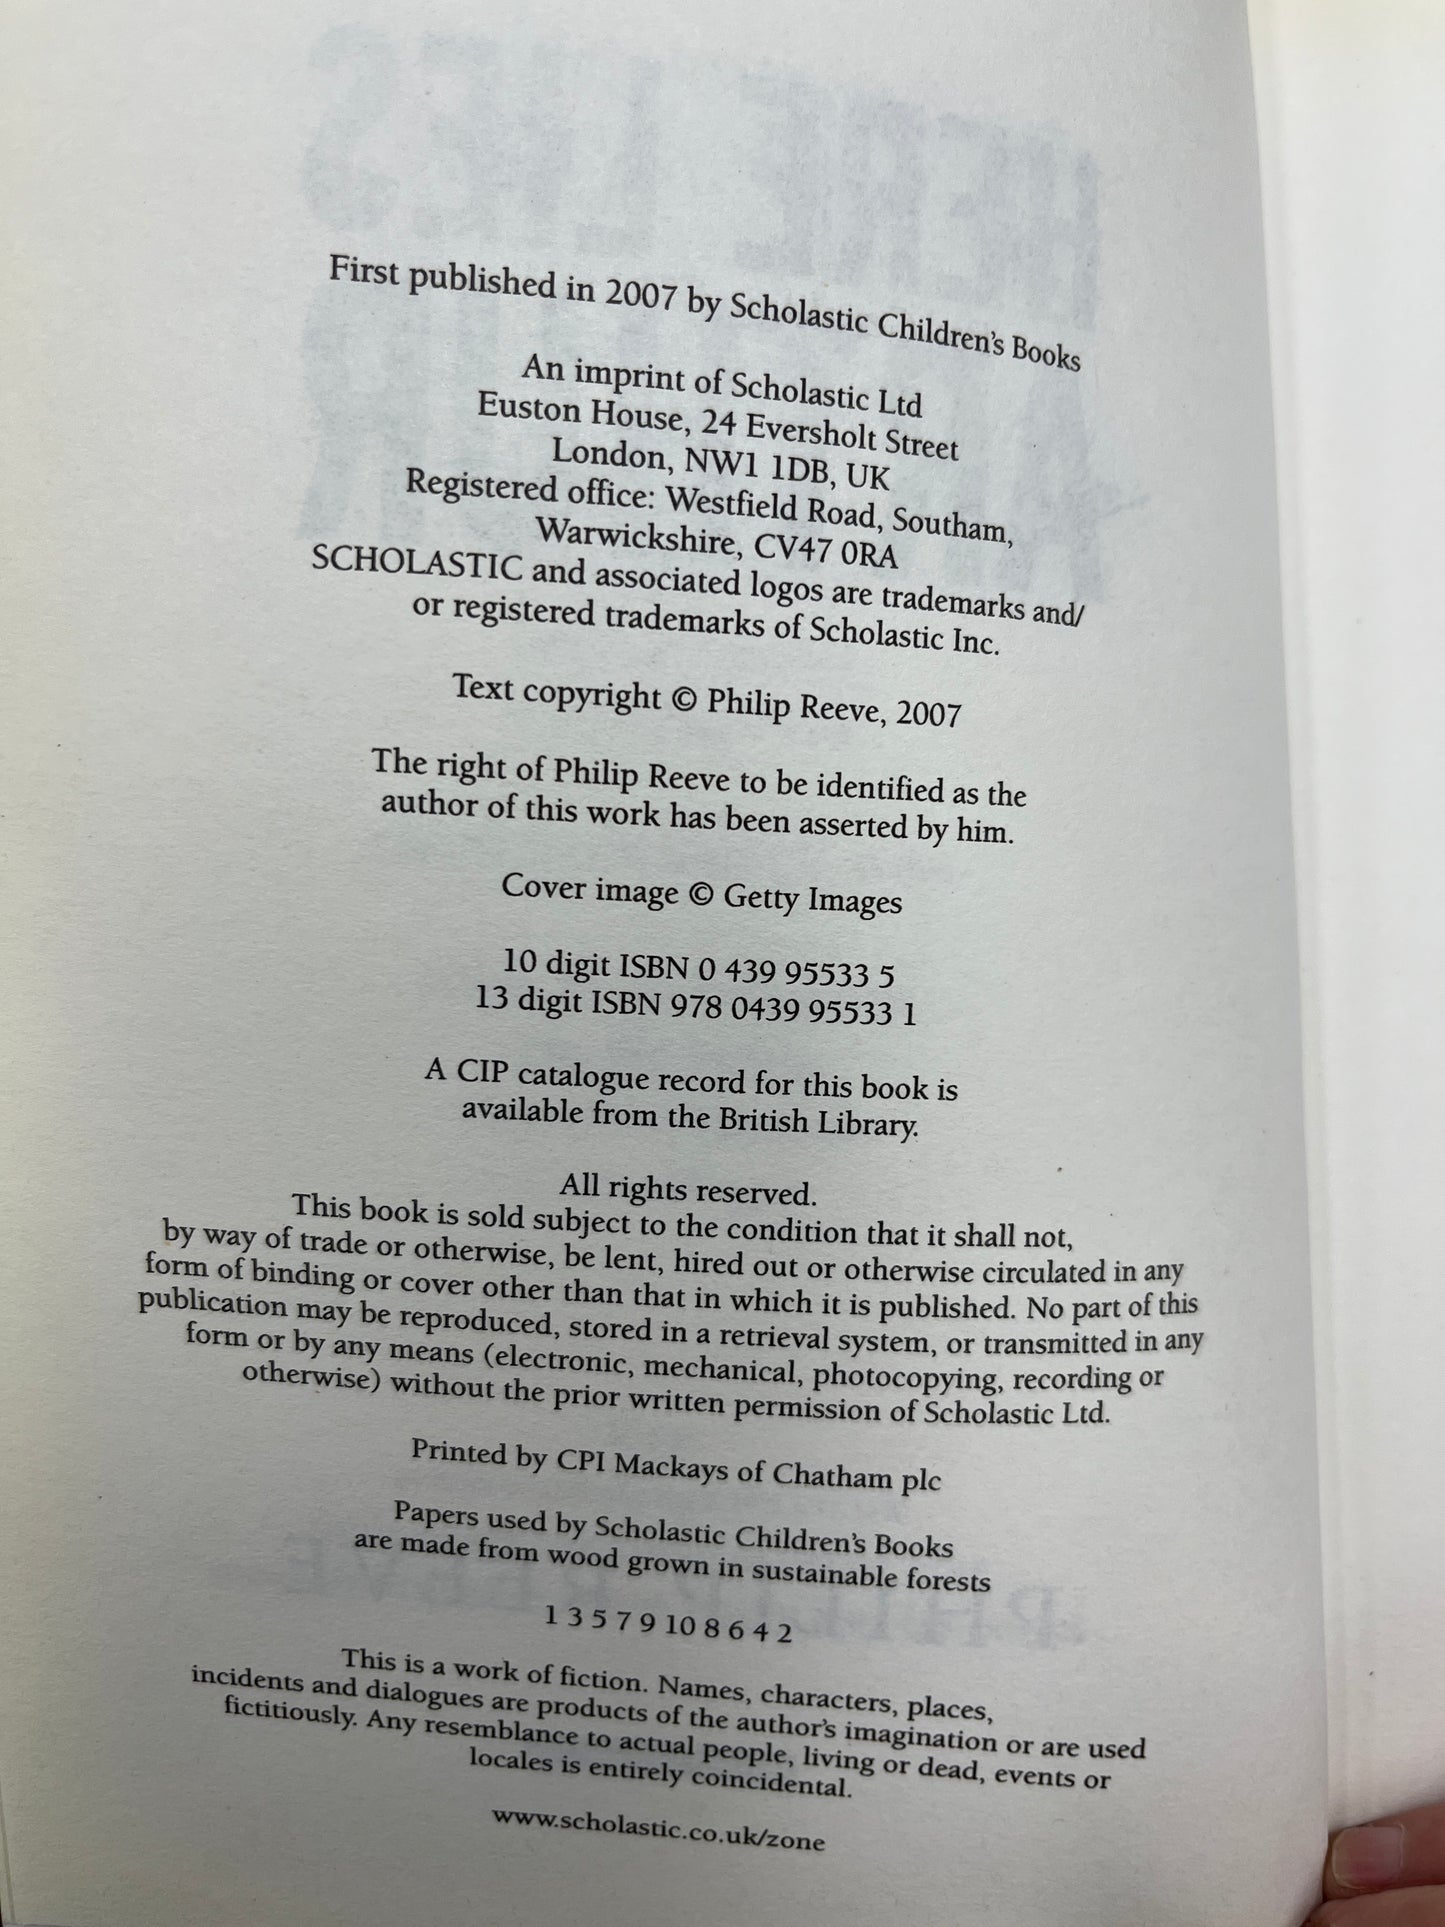 First published in 2007 by Scholastic Children's Books
An imprint of Scholastic Ltd
Euston House, 24 Eversholt Street
London, NW1 1DB, UK
Registered office: Westfield Road, Southam,
Warwickshire, CV47 0RA
SCHOLASTIC and associated logos are trademarks and/
or registered trademarks of Scholastic Inc.
Text copyright © Philip Reeve, 2007
The right of Philip Reeve to be identified as the
author of this work has been asserted by him.
Cover image © Getty Images
10 digit ISBN 0 439 95533 5
13 digit ISBN 978 0439 95533 1
A CIP catalogue record for this book is
available from the British Library.
All rights reserved.
This book is sold subject to the condition that it shall not,
by way of trade or otherwise, be lent, hired out or otherwise circulated in any
form of binding or cover other than that in which it is published. No part of this
publication may be reproduced, stored in a retrieval system, or transmitted in any
form or by any means (electronic, mechanical, photocopying, recording or
otherwise) without the prior written permission of Scholastic Ltd.
Printed by CPI Mackays of Chatham plc
Papers used by Scholastic Children's Books
are made from wood grown in sustainable forests
1 3 5 7 9 10 8 6 4 2
This is a work of fiction. Names, characters, places,
incidents and dialogues are products of the author's imagination or are used
fictitiously. Any resemblance to actual people, living or dead, events or
locales is entirely coincidental.
www.scholastic.co.uk/zone